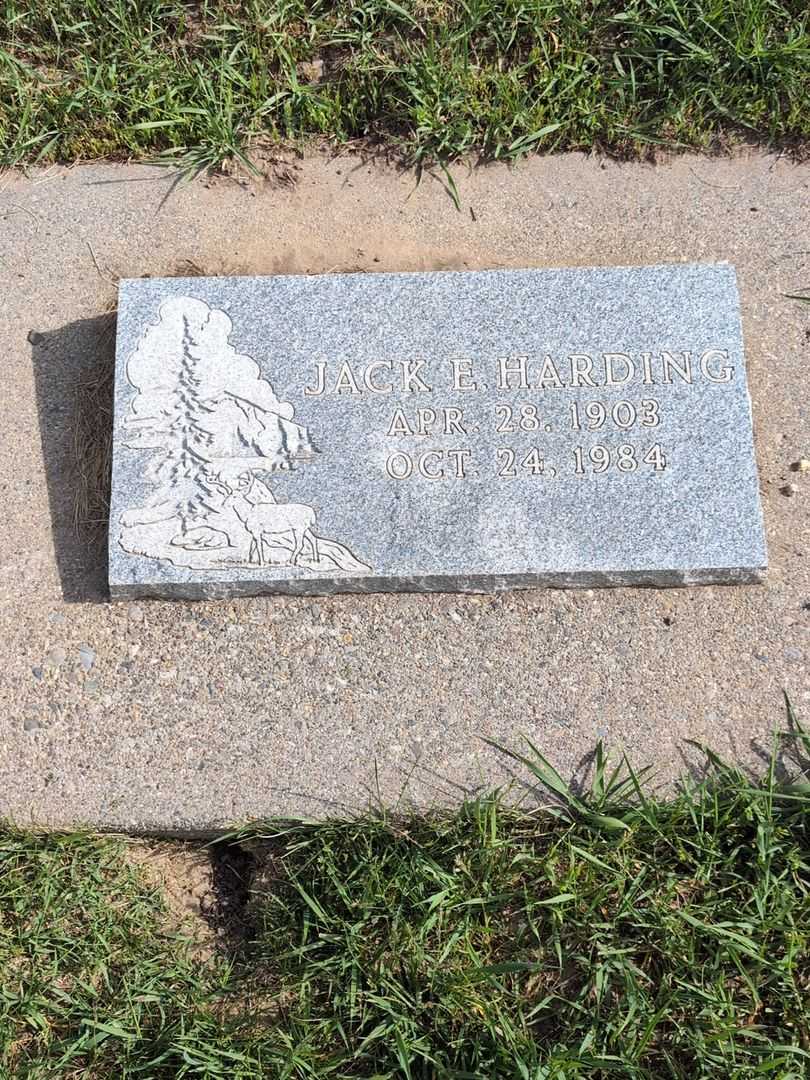 JACK E. HARDING
APR. 28. 1903
OCT. 24, 1984